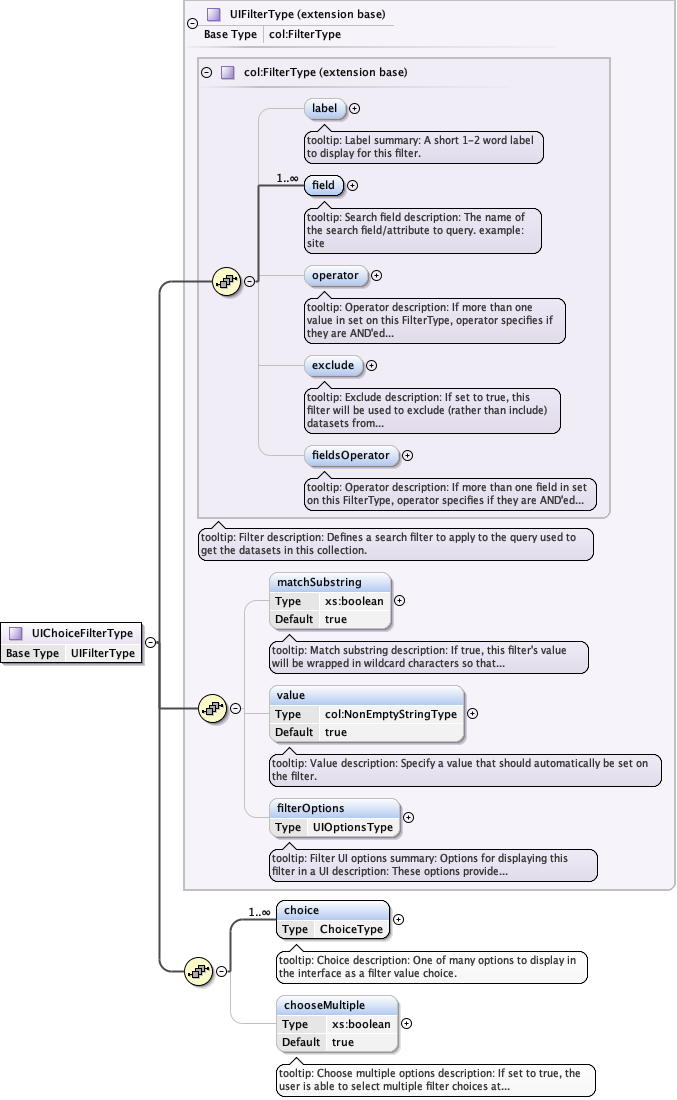 UIFilterType (extension base)
Base Type col:FilterType
col:FilterType (extension base)
label
tooltip: Label summary: A short 1-2 word label
to display for this filter.
1..∞
field
tooltip: Search field description: The name of
the search field/attribute to query. example:
site
operator
tooltip: Operator description: If more than one
value in set on this FilterType, operator specifies if
they are AND'ed...
exclude
tooltip: Exclude description: If set to true, this
filter will be used to exclude (rather than include)
datasets from...
fieldsOperator
tooltip: Operator description: If more than one field in set
on this FilterType, operator specifies if they are AND'ed...
tooltip: Filter description: Defines a search filter to apply to the query used to
get the datasets in this collection.
matchSubstring
Type xs:boolean
Default true
tooltip: Match substring description: If true, this filter's value
will be wrapped in wildcard characters so that...
UIChoiceFilterType
Base Type UIFilterType
value
Type col:NonEmptyStringType
Default true
tooltip: Value description: Specify a value that should automatically be set on
the filter.
filterOptions
Type UIOptionsType
tooltip: Filter UI options summary: Options for displaying this
filter in a UI description: These options provide...
1..∞
choice
Type ChoiceType
tooltip: Choice description: One of many options to display in
the interface as a filter value choice.
chooseMultiple
Type xs:boolean
Default true
tooltip: Choose multiple options description: If set to true, the
user is able to select multiple filter choices at...